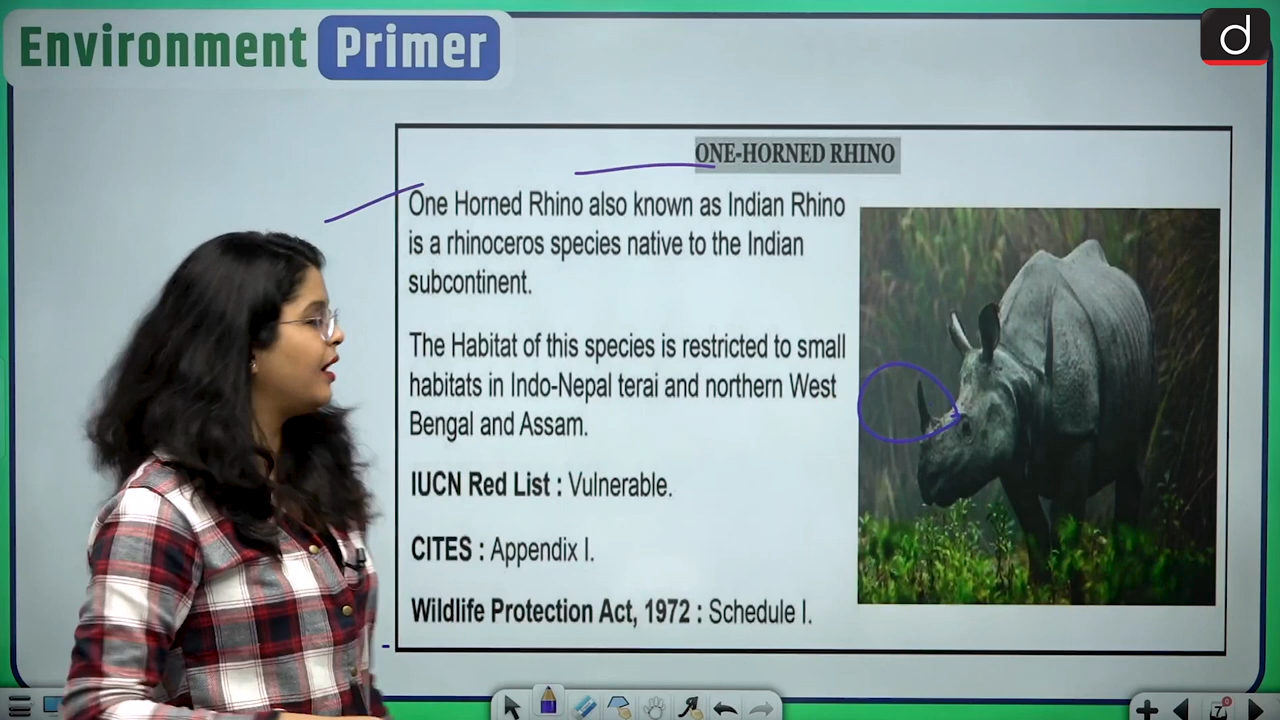 Environment Primer
d
ONE-HORNED RHINO
One Horned Rhino also known as Indian Rhino
is a rhinoceros species native to the Indian
subcontinent.
The Habitat of this species is restricted to small
habitats in Indo-Nepal terai and northern West
Bengal and Assam.
IUCN Red List : Vulnerable.
CITES : Appendix I.
Wildlife Protection Act, 1972 : Schedule I.
7